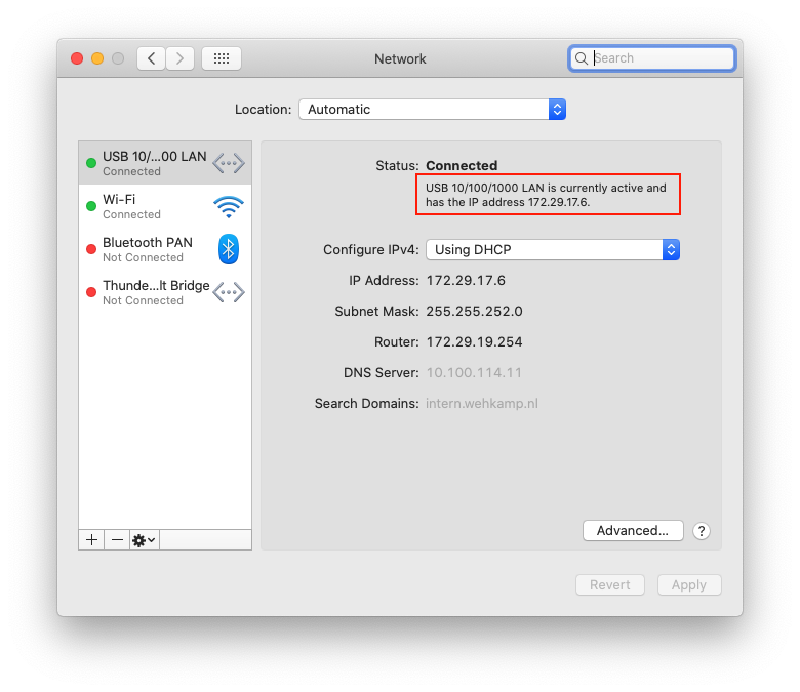 Network
Search
Location: Automatic
USB 10/...00 LAN
Connected
Wi-Fi
Connected
Bluetooth PAN
Not Connected
Thunde...lt Bridge
Not Connected
Status: Connected
USB 10/100/1000 LAN is currently active and
has the IP address 172.29.17.6.
Configure IPv4: Using DHCP
IP Address: 172.29.17.6
Subnet Mask: 255.255.252.0
Router: 172.29.19.254
DNS Server: 10.100.114.11
Search Domains: intern.wehkamp.nl
Advanced... ?
Revert Apply